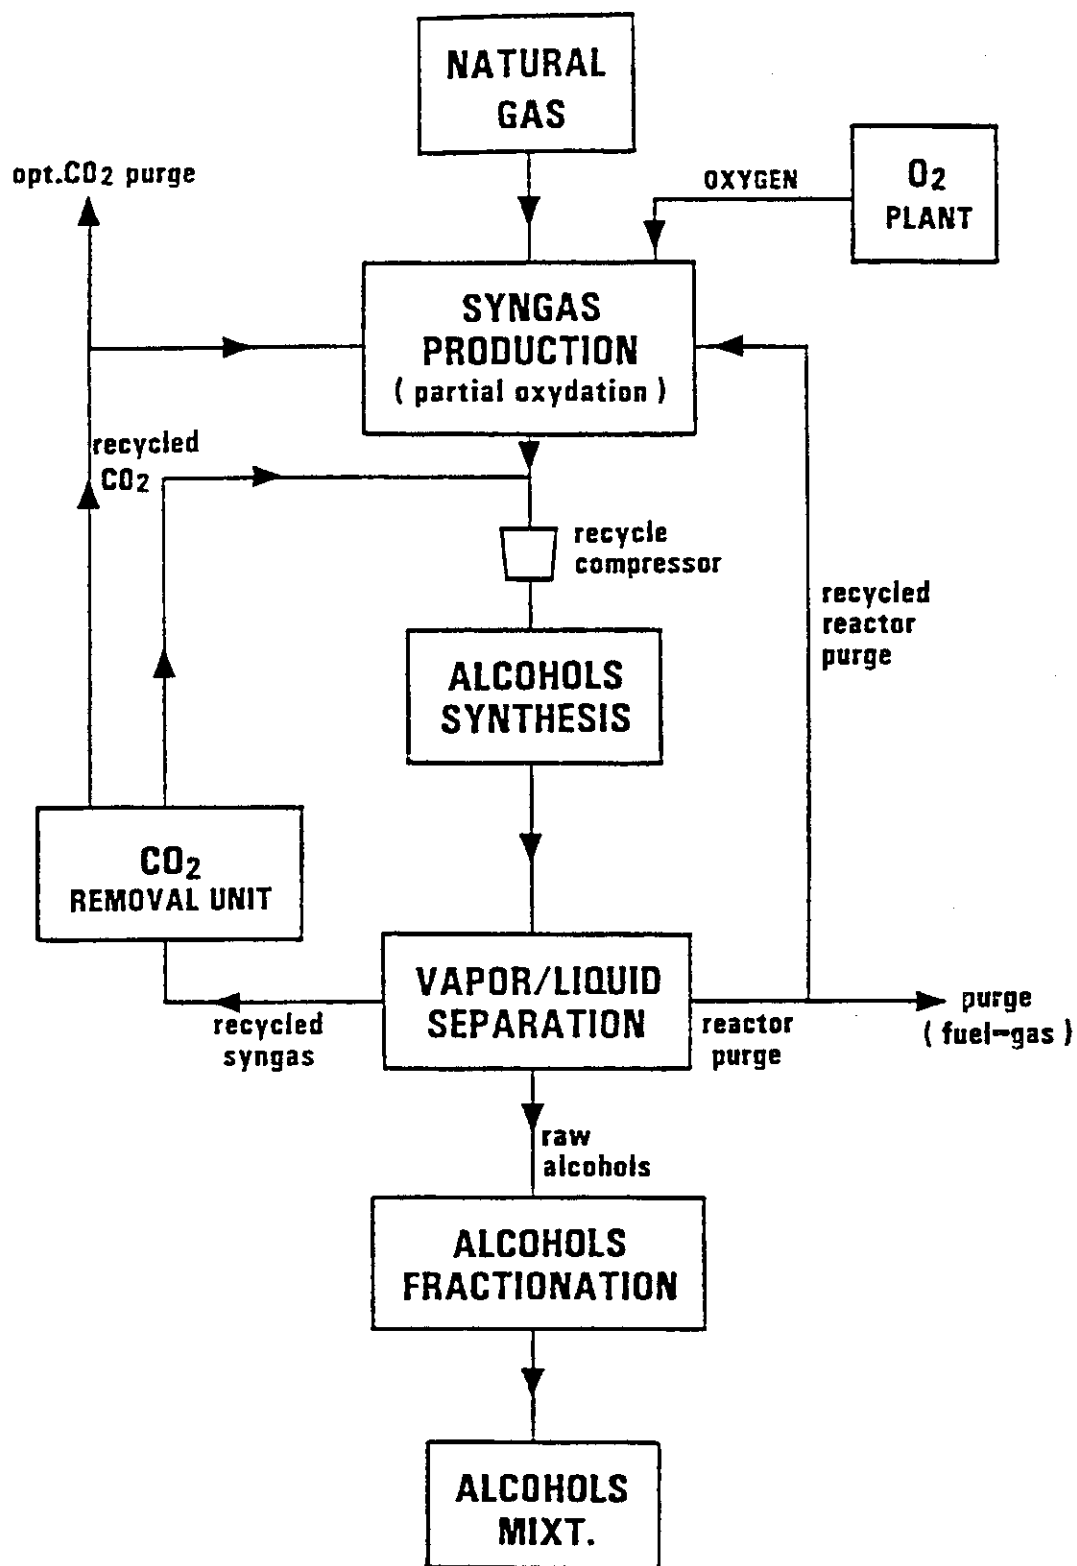 NATURAL
GAS
opt.CO2 purge
OXYGEN
O2
PLANT
SYNGAS
PRODUCTION
( partial oxydation )
recycled
CO2
recycle
compressor
recycled
reactor
purge
ALCOHOLS
SYNTHESIS
CO2
REMOVAL UNIT
VAPOR/LIQUID
SEPARATION
recycled
syngas
reactor
purge
purge
( fuel-gas )
raw
alcohols
ALCOHOLS
FRACTIONATION
ALCOHOLS
MIXT.